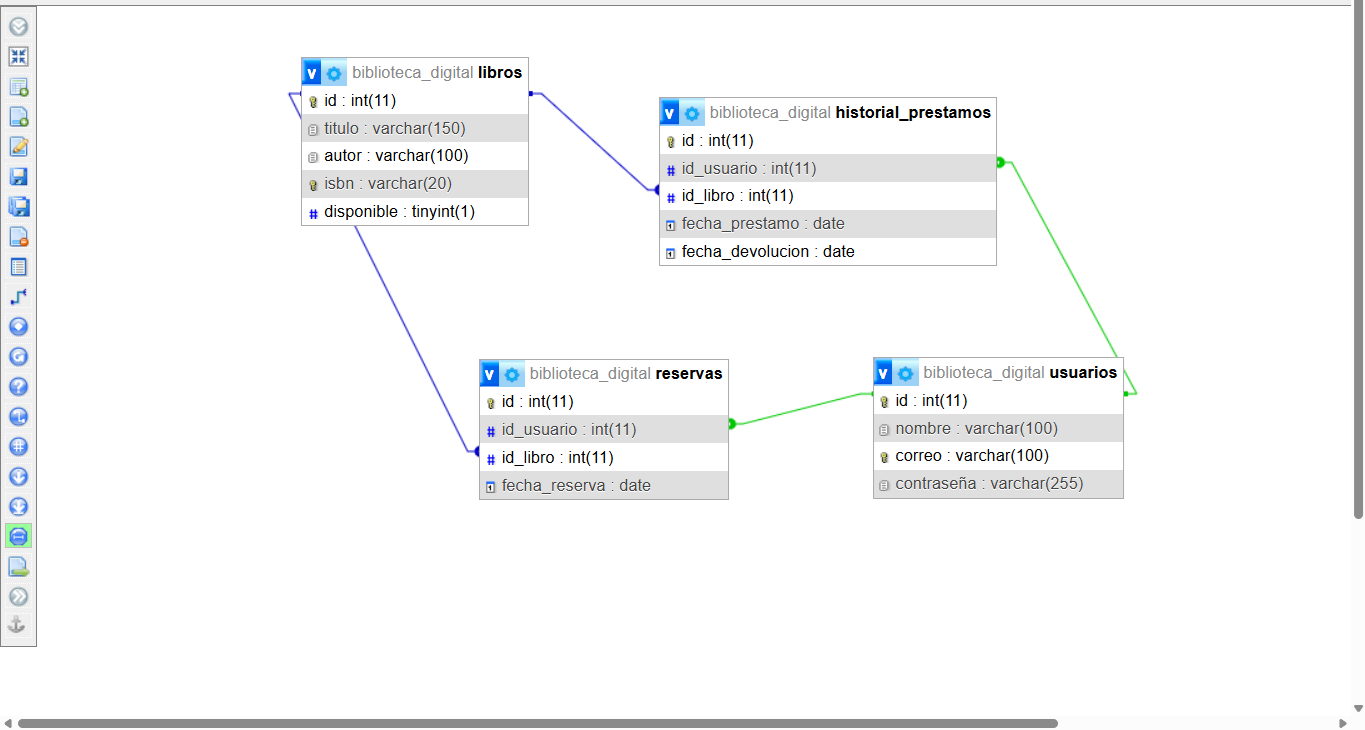 biblioteca_digital libros
id : int(11)
titulo : varchar(150)
autor : varchar(100)
isbn : varchar(20)
disponible : tinyint(1)
biblioteca_digital historial_prestamos
id : int(11)
id_usuario : int(11)
id_libro : int(11)
fecha_prestamo : date
fecha_devolucion : date
biblioteca_digital reservas
id : int(11)
id_usuario : int(11)
id_libro : int(11)
fecha_reserva : date
biblioteca_digital usuarios
id : int(11)
nombre : varchar(100)
correo : varchar(100)
contraseña : varchar(255)